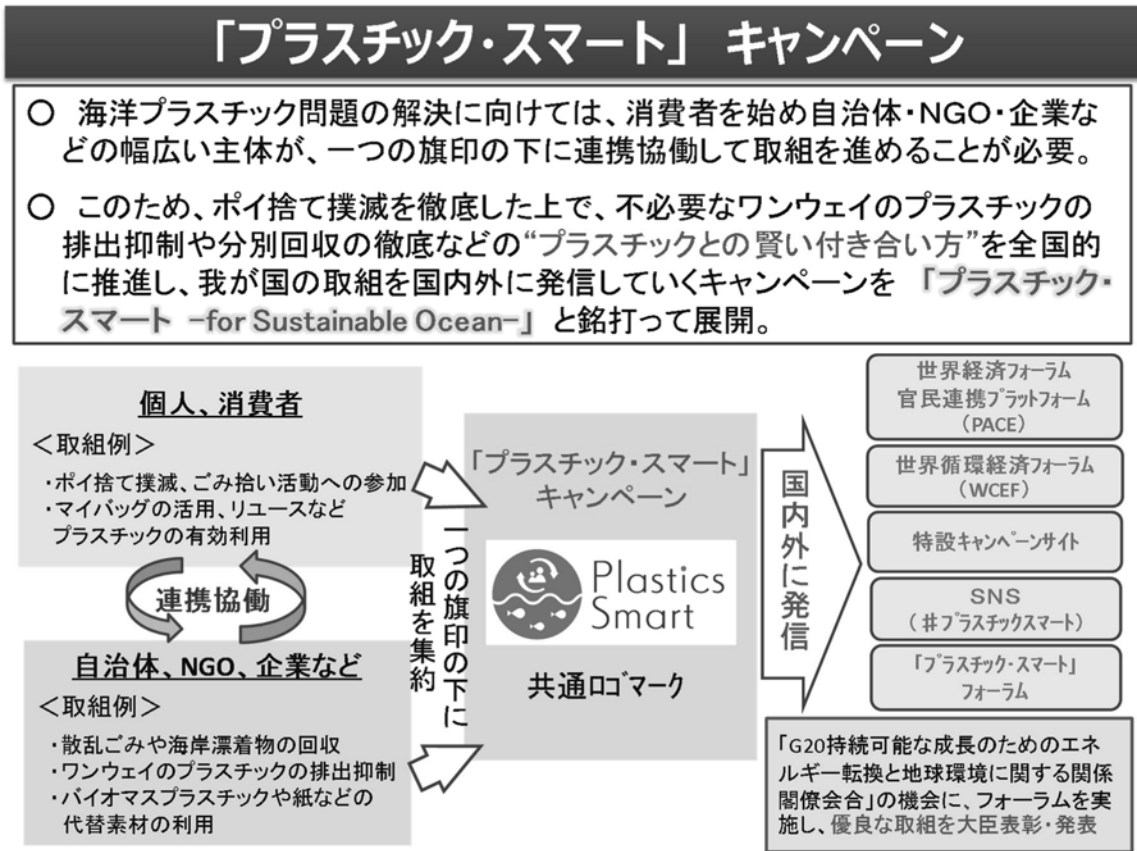 「プラスチック・スマート」 キャンペーン
○ 海洋プラスチック問題の解決に向けては、消費者を始め自治体・NGO・企業な
どの幅広い主体が、一つの旗印の下に連携協働して取組を進めることが必要。
○ このため、ポイ捨て撲滅を徹底した上で、不必要なワンウェイのプラスチックの
排出抑制や分別回収の徹底などの“プラスチックとの賢い付き合い方”を全国的
に推進し、我が国の取組を国内外に発信していくキャンペーンを 「プラスチック・
スマート -for Sustainable Ocean-」 と銘打って展開。
個人、消費者
＜取組例＞
・ポイ捨て撲滅、ごみ拾い活動への参加
・マイバッグの活用、リユースなど
プラスチックの有効利用
連携協働
自治体、NGO、企業など
＜取組例＞
・散乱ごみや海岸漂着物の回収
・ワンウェイのプラスチックの排出抑制
・バイオマスプラスチックや紙などの
代替素材の利用
一つの旗印の下に
取組を集約
「プラスチック・スマート」
キャンペーン
Plastics
Smart
共通ロゴマーク
国内外に発信
世界経済フォーラム
官民連携プラットフォーム
(PACE)
世界循環経済フォーラム
(WCEF)
特設キャンペーンサイト
SNS
(#プラスチックスマート)
「プラスチック・スマート」
フォーラム
「G20持続可能な成長のためのエネ
ルギー転換と地球環境に関する関係
閣僚会合」の機会に、フォーラムを実
施し、優良な取組を大臣表彰・発表